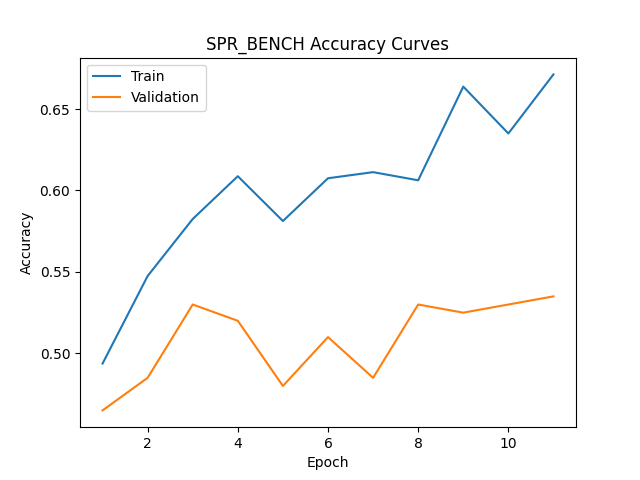 SPR_BENCH Accuracy Curves
Train
Validation
Accuracy
0.65
0.60
0.55
0.50
2 4 6 8 10
Epoch